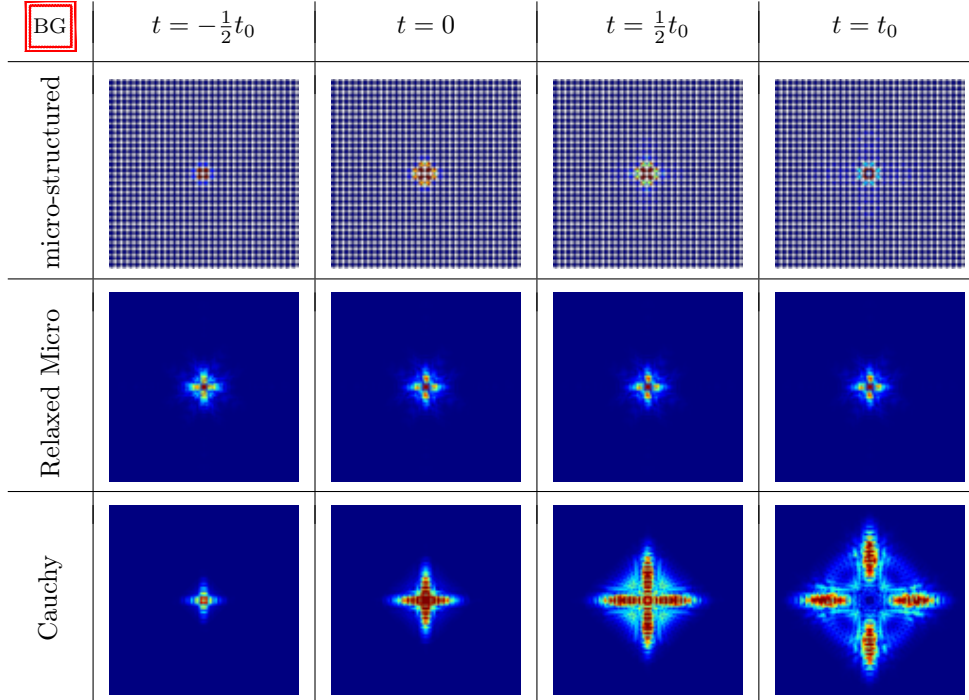 BG t = −½t₀ t = 0 t = ½t₀ t = t₀
micro-structured
Relaxed Micro
Cauchy